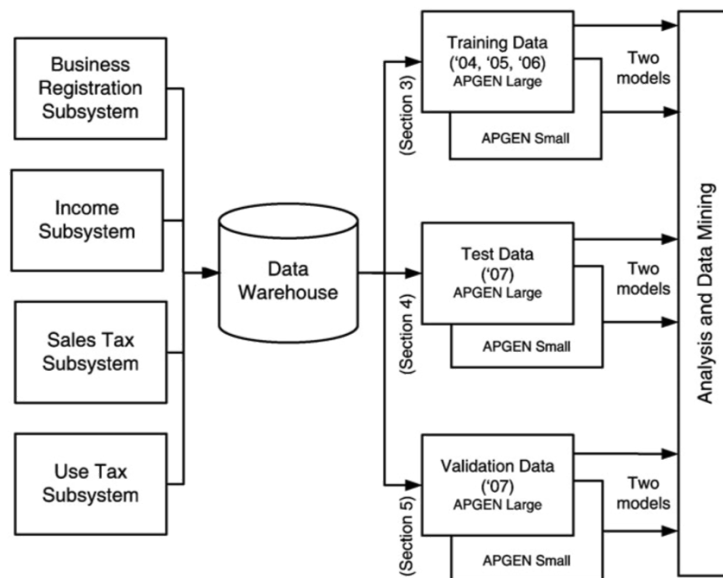 Business
Registration
Subsystem
Income
Subsystem
Sales Tax
Subsystem
Use Tax
Subsystem
Data
Warehouse
(Section 3)
Training Data
(‘04, ‘05, ‘06)
APGEN Large
APGEN Small
Two
models
(Section 4)
Test Data
(‘07)
APGEN Large
APGEN Small
Two
models
(Section 5)
Validation Data
(‘07)
APGEN Large
APGEN Small
Two
models
Analysis and Data Mining